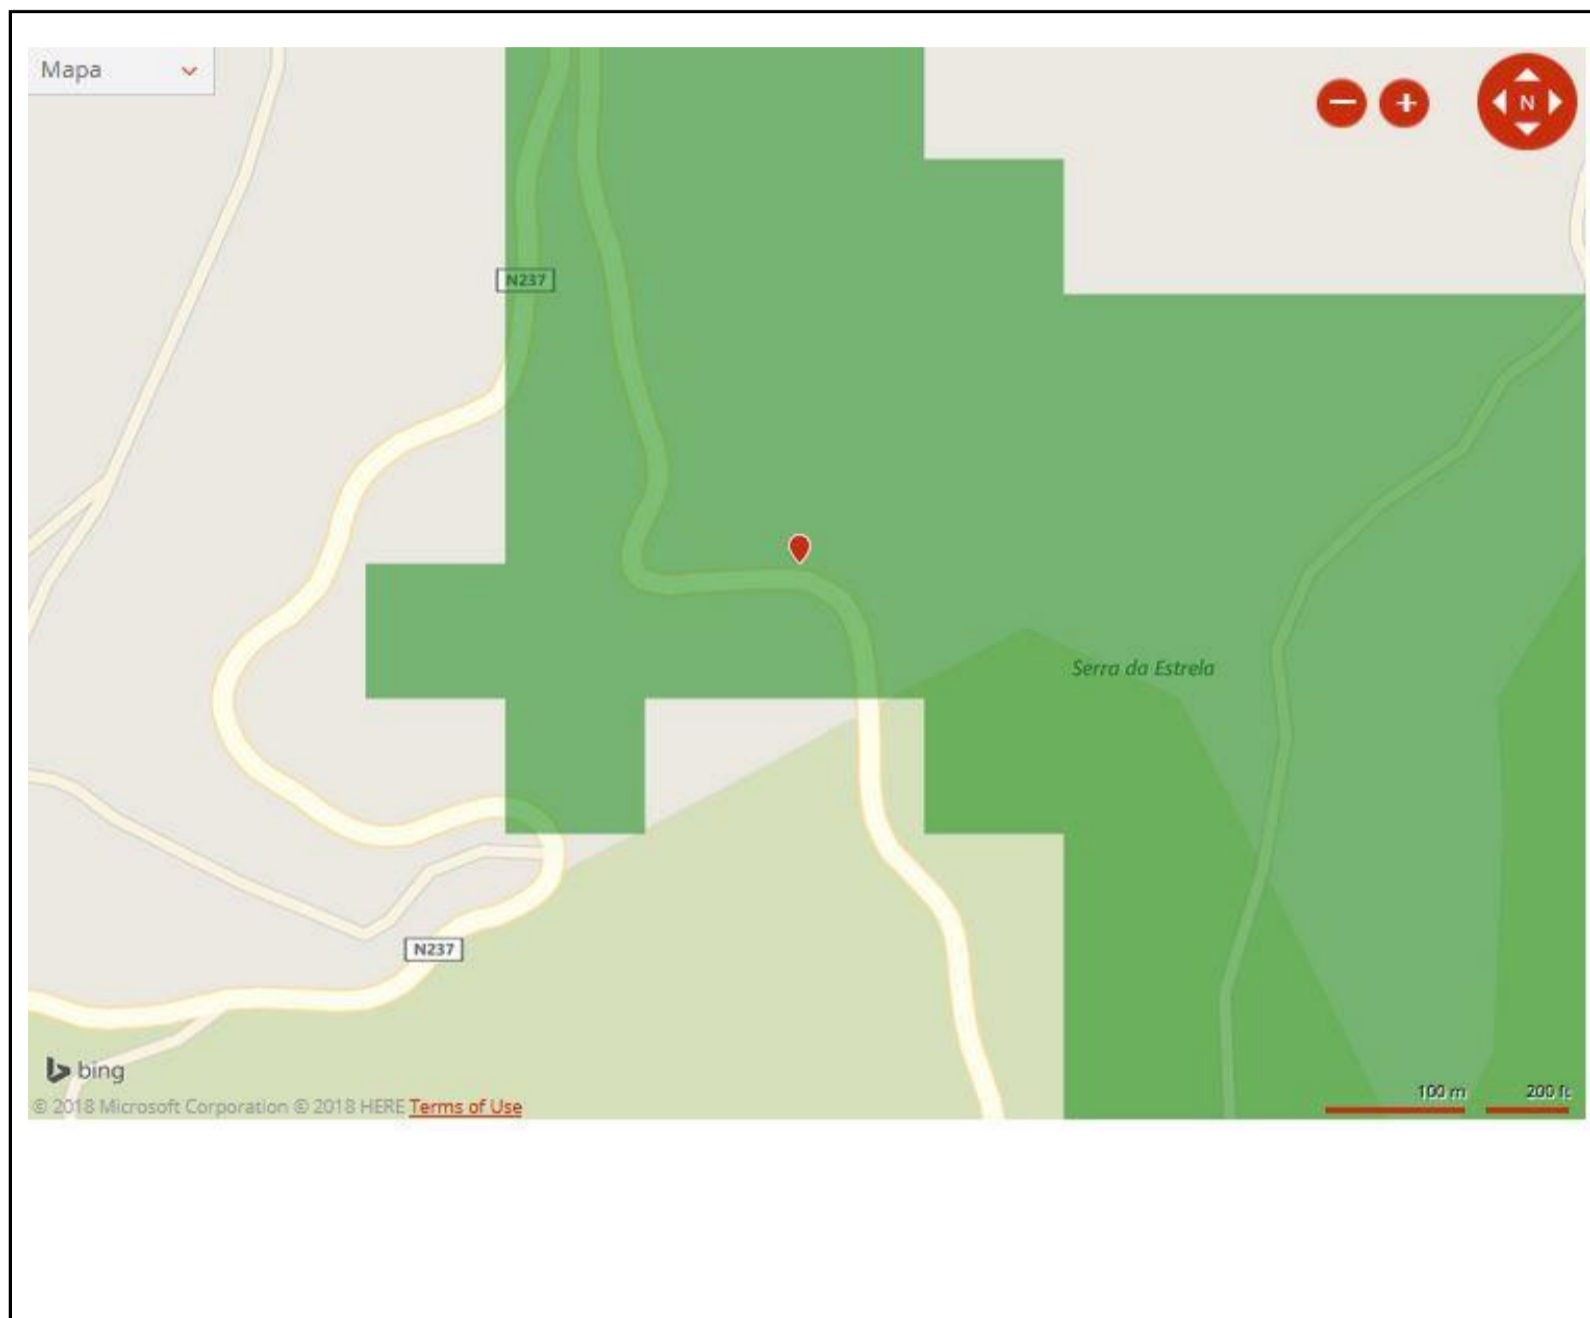 Mapa
N
N237
Serra da Estrela
N237
bing
© 2018 Microsoft Corporation © 2018 HERE Terms of Use
100 m 200 ft